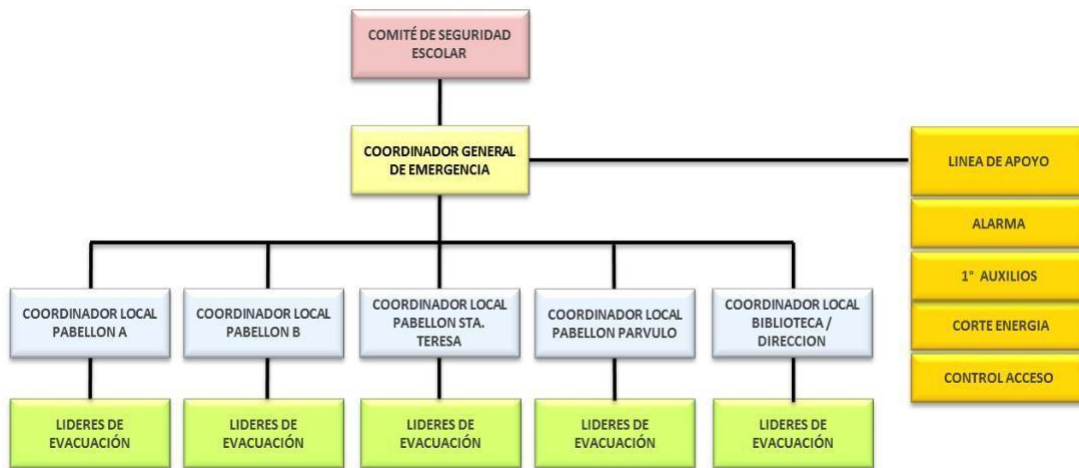 COMITÉ DE SEGURIDAD
ESCOLAR
COORDINADOR GENERAL
DE EMERGENCIA
LINEA DE APOYO
ALARMA
1° AUXILIOS
CORTE ENERGIA
CONTROL ACCESO
COORDINADOR LOCAL
PABELLON A
COORDINADOR LOCAL
PABELLON B
COORDINADOR LOCAL
PABELLON STA.
TERESA
COORDINADOR LOCAL
PABELLON PARVULO
COORDINADOR LOCAL
BIBLIOTECA /
DIRECCION
LIDERES DE
EVACUACIÓN
LIDERES DE
EVACUACIÓN
LIDERES DE
EVACUACIÓN
LIDERES DE
EVACUACIÓN
LIDERES DE
EVACUACIÓN